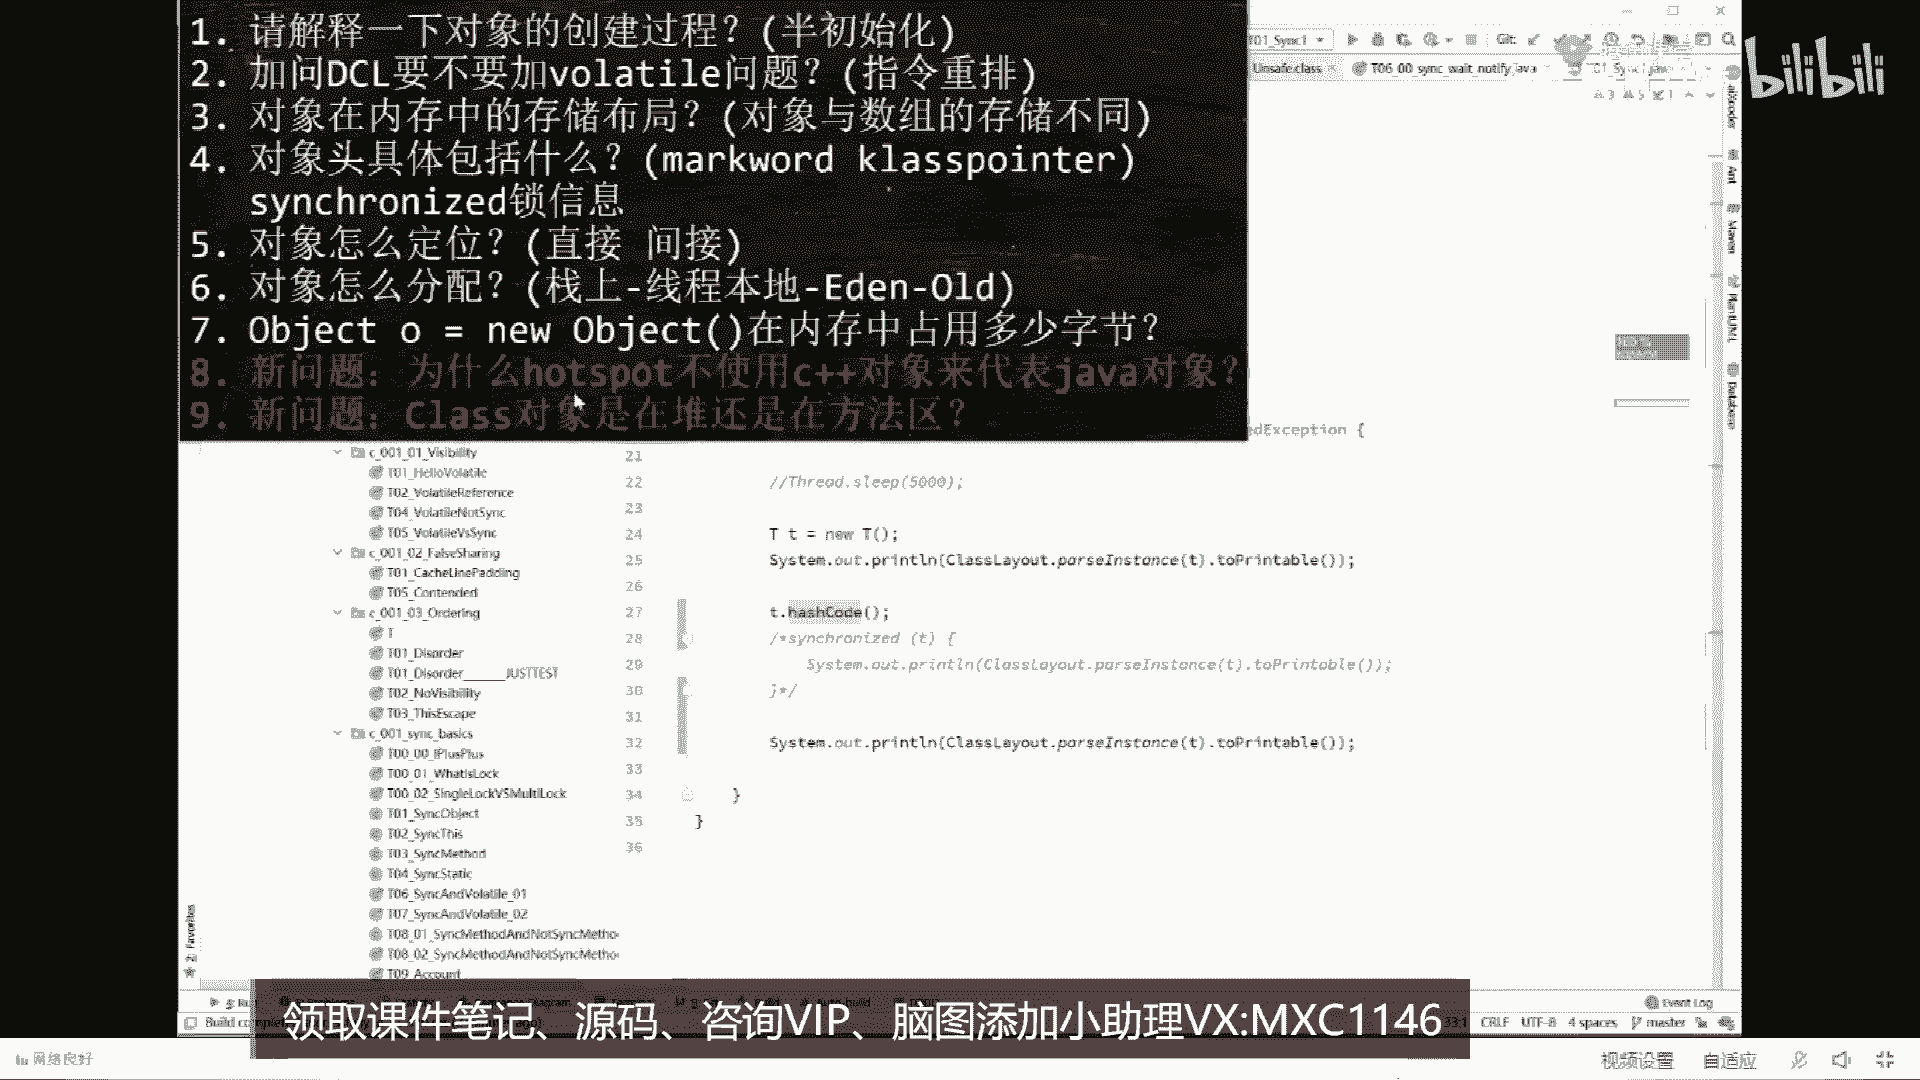 1. 请解释一下对象的创建过程？(半初始化)
2. 加问DCL要不要加volatile问题？(指令重排)
3. 对象在内存中的存储布局？(对象与数组的存储不同)
4. 对象头具体包括什么？(markword klasspointer)
synchronized锁信息
5. 对象怎么定位？(直接 间接)
6. 对象怎么分配？(栈上-线程本地-Eden-Old)
7. Object o = new Object()在内存中占用多少字节？
8. 新问题：为什么hotspot不使用c++对象来代表java对象？
9. 新问题：Class对象是在堆还是在方法区？
T01_Sync1
Git:
bilibili
Unsafe.class
T06_00_sync_wait_notify.java
Ant
Maven
PlantUML
Database
edException {
c_001_01_Visibility
T01_HelloVolatile
T02_VolatileReference
T04_VolatileNotSync
T05_VolatileVsSync
c_001_02_FalseSharing
T01_CacheLinePadding
T05_Contended
c_001_03_Ordering
T
T01_Disorder
T01_Disorder______JUSTTEST
T02_NoVisibility
T03_ThisEscape
c_001_sync_basics
T00_00_IPlusPlus
T00_01_WhatIsLock
T00_02_SingleLockVSMultiLock
T01_SyncObject
T02_SyncThis
T03_SyncMethod
T04_SyncStatic
T06_SyncAndVolatile_01
T07_SyncAndVolatile_02
T08_01_SyncMethodAndNotSyncMetho
T08_02_SyncMethodAndNotSyncMetho
T09_Account
21
22 //Thread.sleep(5000);
23
24 T t = new T();
25 System.out.println(ClassLayout.parseInstance(t).toPrintable());
26
27 t.hashCode();
28 /*synchronized (t) {
29 System.out.println(ClassLayout.parseInstance(t).toPrintable());
30 }*/
31
32 System.out.println(ClassLayout.parseInstance(t).toPrintable());
33
34 }
35 }
36
2: Favorites
领取课件笔记、源码、咨询VIP、脑图添加小助理VX:MXC1146
Event Log
33:1 CRLF UTF-8 4 spaces master
网络良好
视频设置 自适应